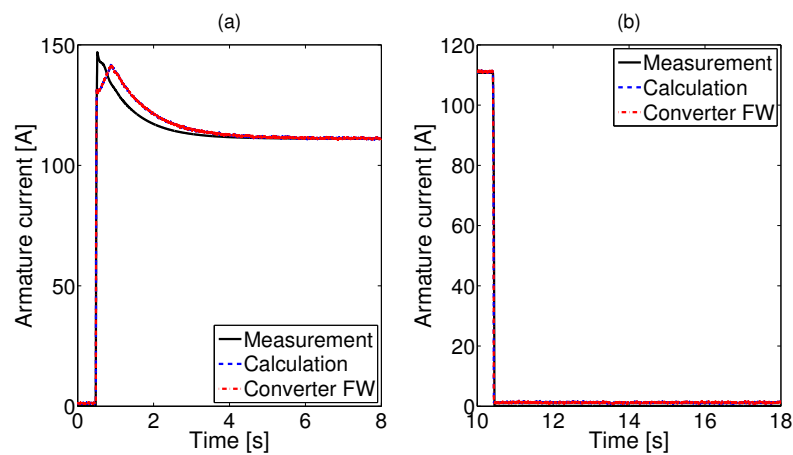 (a)
Armature current [A]
150
100
50
0
0 2 4 6 8
Time [s]
Measurement
Calculation
Converter FW
(b)
Armature current [A]
120
100
80
60
40
20
0
10 12 14 16 18
Time [s]
Measurement
Calculation
Converter FW